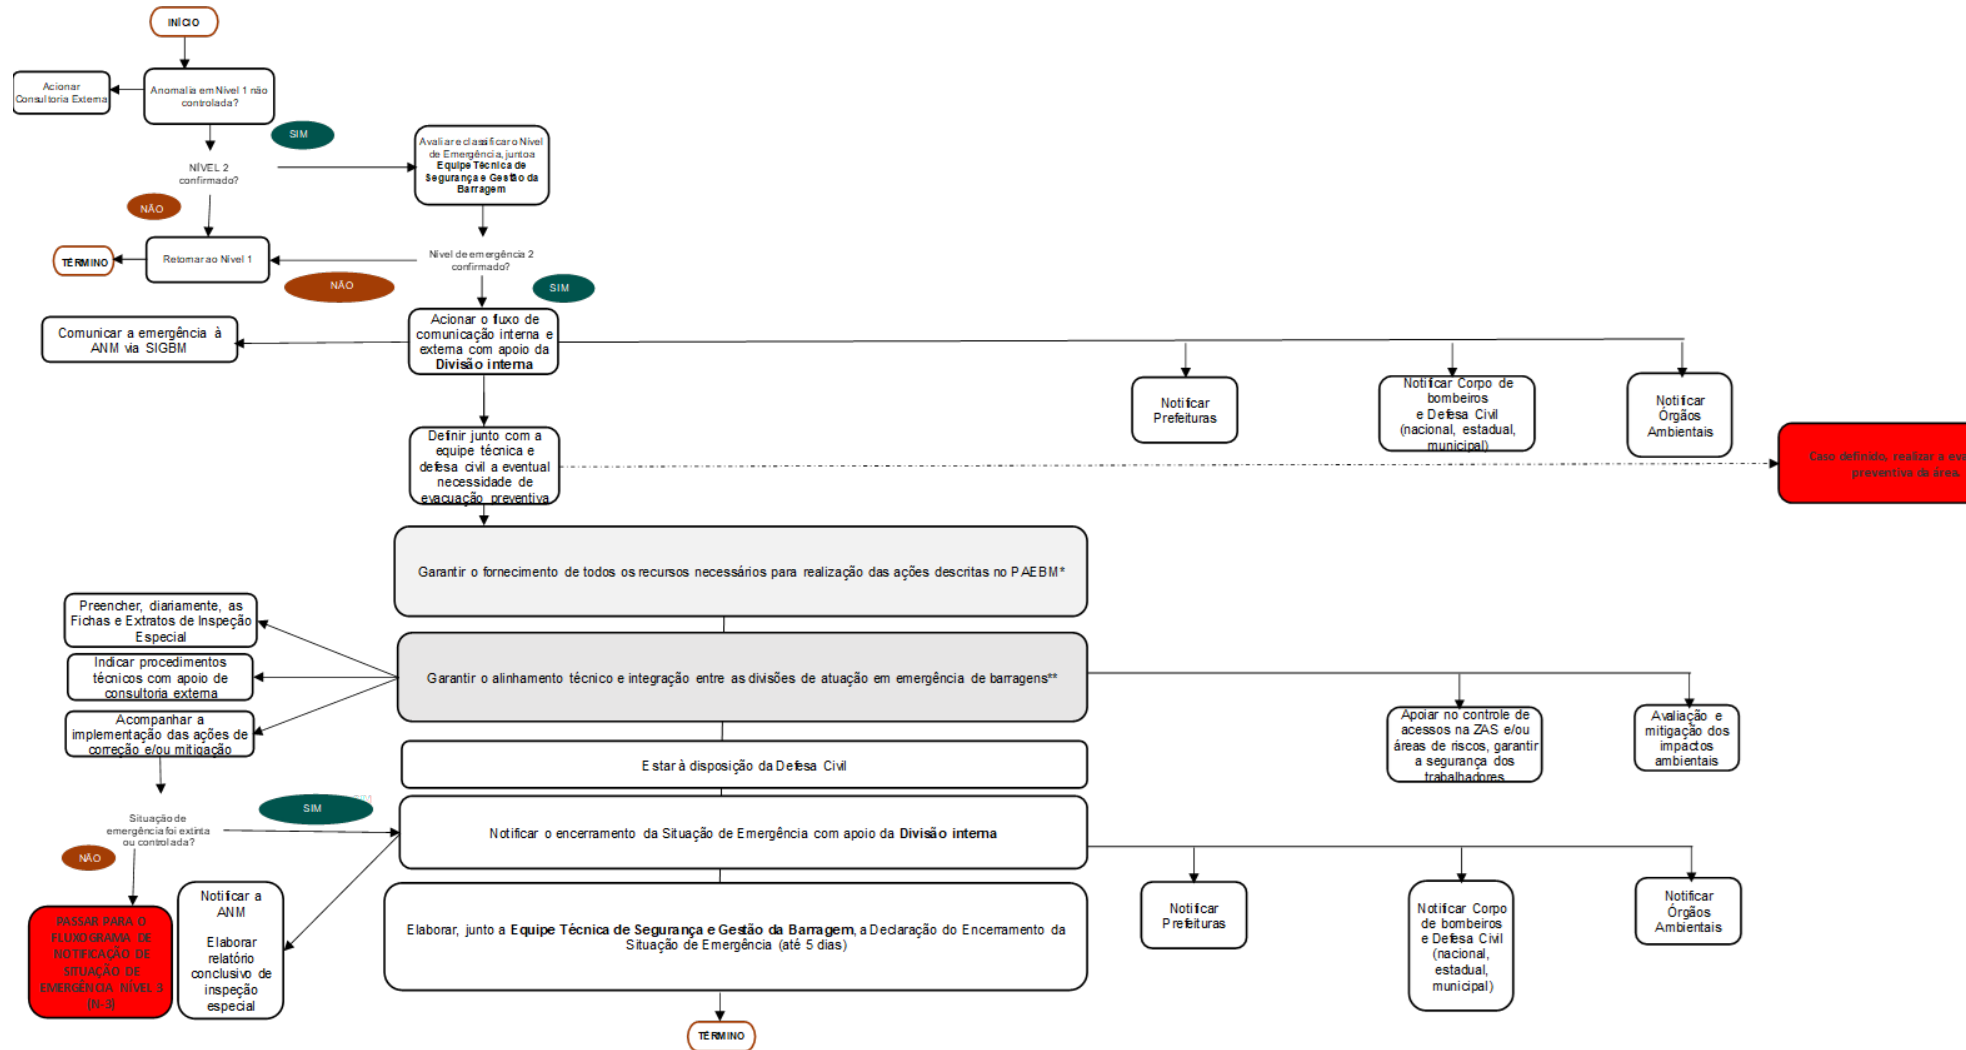 INÍCIO
Acionar
Consultoria Externa
Anomalia em Nível 1 não
controlada?
SIM
NÍVEL 2
confirmado?
Avaliar e classificar o Nível
de Emergência, junto a
Equipe Técnica de
Segurança e Gestão da
Barragem
NÃO
TÉRMINO
Retornar ao Nível 1
Nível de emergência 2
confirmado?
NÃO
SIM
Comunicar a emergência à
ANM via SIGBM
Acionar o fluxo de
comunicação interna e
externa com apoio da
Divisão interna
Notificar
Prefeituras
Notificar Corpo de
bombeiros
e Defesa Civil
(nacional, estadual,
municipal)
Notificar
Órgãos
Ambientais
Definir junto com a
equipe técnica e
defesa civil a eventual
necessidade de
evacuação preventiva
Caso definido, realizar a
preventiva da área.
Garantir o fornecimento de todos os recursos necessários para realização das ações descritas no PAEBM*
Preencher, diariamente, as
Fichas e Extratos de Inspeção
Especial
Indicar procedimentos
técnicos com apoio de
consultoria externa
Acompanhar a
implementação das ações de
correção e/ou mitigação
Garantir o alinhamento técnico e integração entre as divisões de atuação em emergência de barragens**
Apoiar no controle de
acessos na ZAS e/ou
áreas de riscos, garantir
a segurança dos
trabalhadores
Avaliação e
mitigação dos
impactos
ambientais
Estar à disposição da Defesa Civil
SIM
Situação de
emergência foi extinta
ou controlada?
Notificar o encerramento da Situação de Emergência com apoio da Divisão interna
NÃO
PASSAR PARA O
FLUXOGRAMA DE
NOTIFICAÇÃO DE
SITUAÇÃO DE
EMERGÊNCIA NÍVEL 3
(N-3)
Notificar a
ANM
Elaborar
relatório
conclusivo de
inspeção
especial
Elaborar, junto a Equipe Técnica de Segurança e Gestão da Barragem, a Declaração do Encerramento da
Situação de Emergência (até 5 dias)
Notificar
Prefeituras
Notificar Corpo
de bombeiros
e Defesa Civil
(nacional,
estadual,
municipal)
Notificar
Órgãos
Ambientais
TÉRMINO